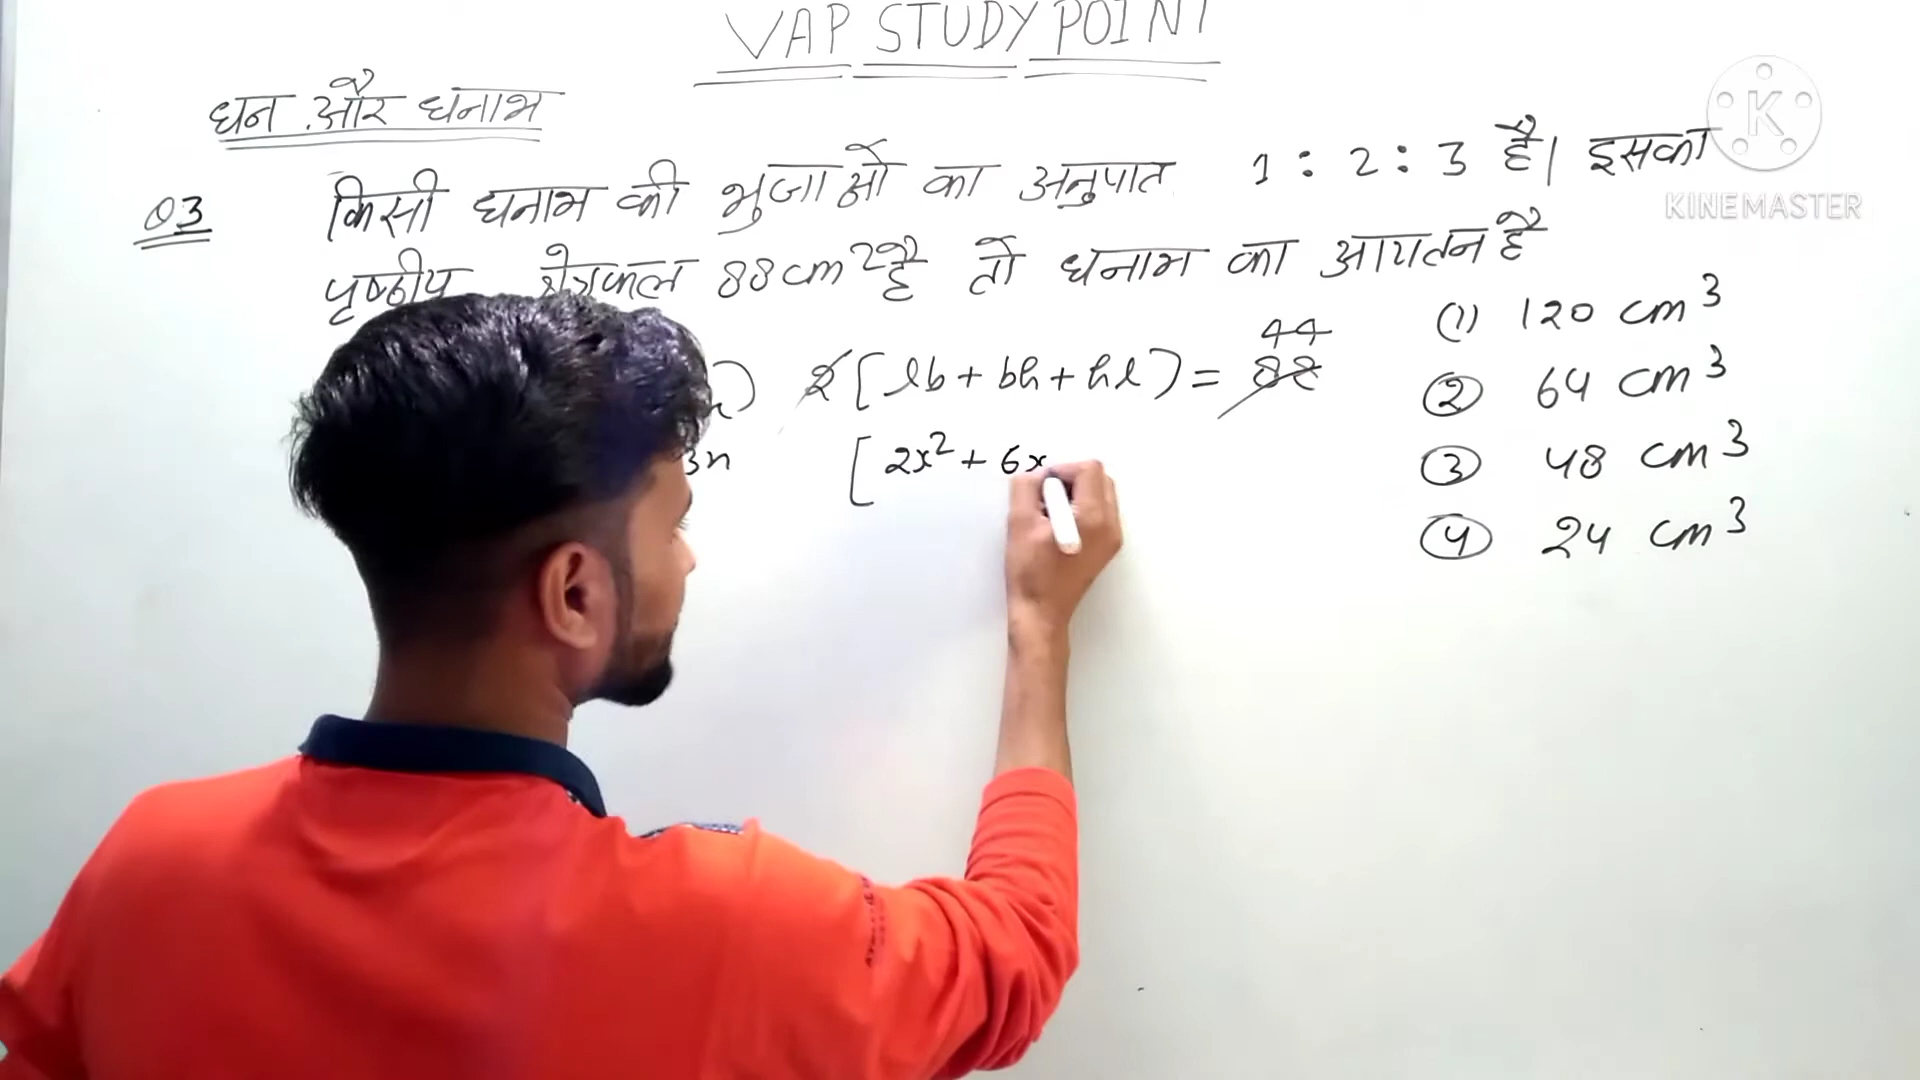 VAP STUDY POINT
घन और घनाभ
Q3 किसी घनाभ की भुजाओं का अनुपात 1 : 2 : 3 है। इसका
पृष्ठीय क्षेत्रफल 88 cm² है तो घनाभ का आयतन है
2[lb + bh + hl) = 88
44
3x [2x² + 6x
(1) 120 cm³
(2) 64 cm³
(3) 48 cm³
(4) 24 cm³
K
KINEMASTER